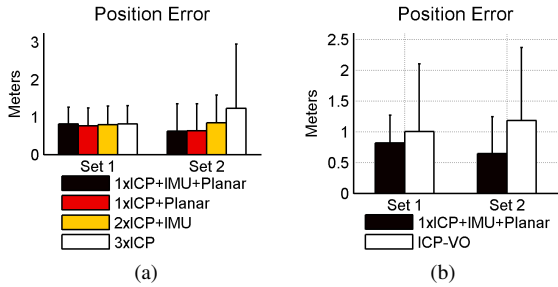 Position Error
3
2
1
0
Meters
Set 1
Set 2
1xICP+IMU+Planar
1xICP+Planar
2xICP+IMU
3xICP
(a)
Position Error
2.5
2
1.5
1
0.5
0
Meters
Set 1
Set 2
1xICP+IMU+Planar
ICP-VO
(b)